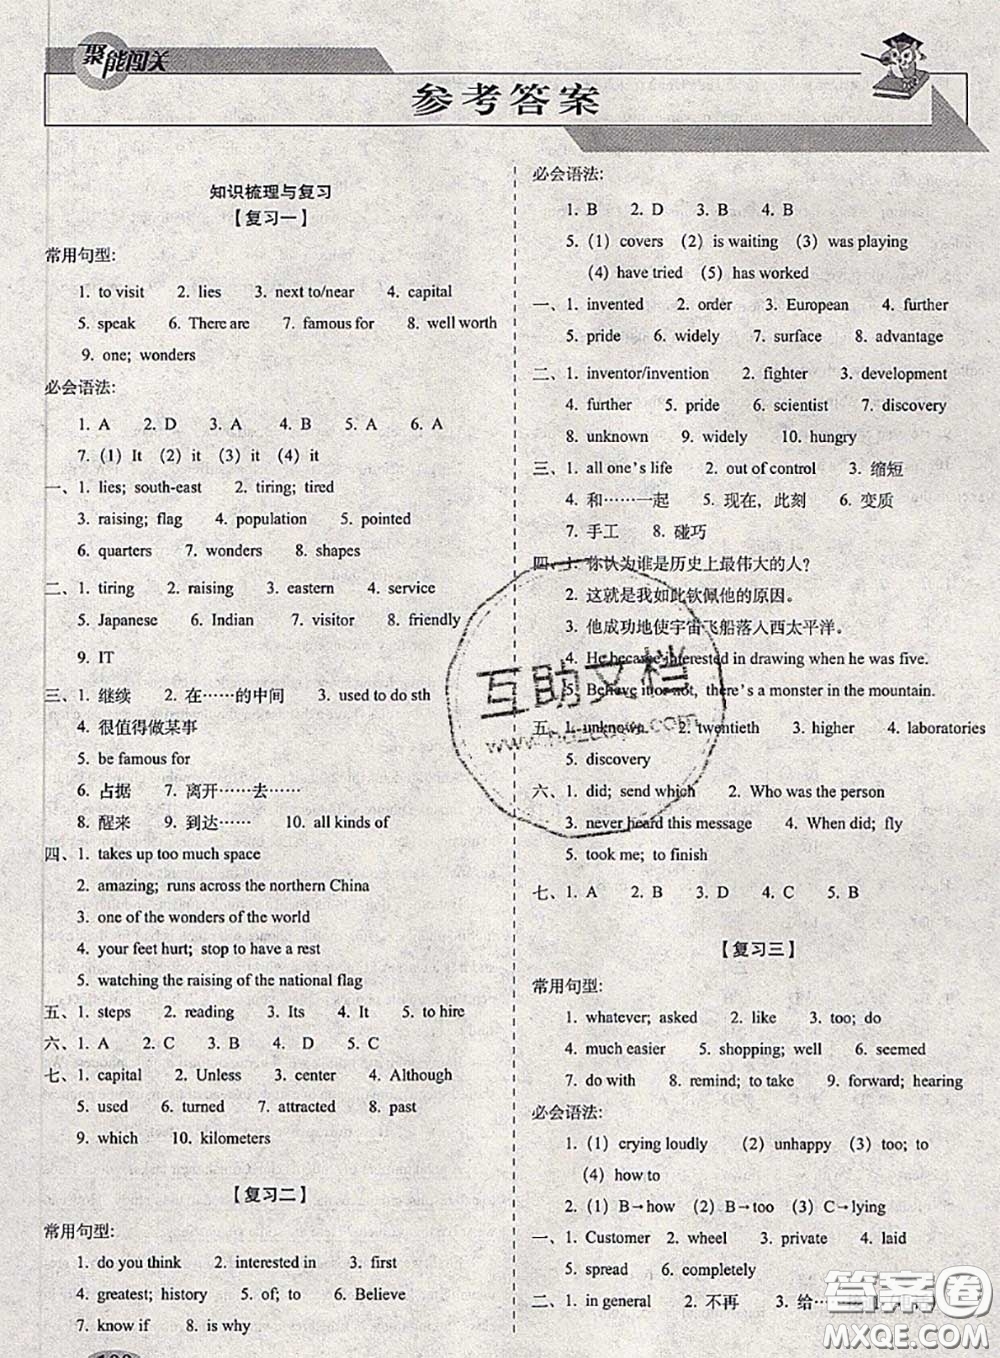 聚能闯关
参考答案
知识梳理与复习
【复习一】
常用句型:
1. to visit 2. lies 3. next to/near 4. capital
5. speak 6. There are 7. famous for 8. well worth
9. one; wonders
必会语法:
1. A 2. D 3. A 4. B 5. A 6. A
7. (1) It (2) it (3) it (4) it
一、1. lies; south-east 2. tiring; tired
3. raising; flag 4. population 5. pointed
6. quarters 7. wonders 8. shapes
二、1. tiring 2. raising 3. eastern 4. service
5. Japanese 6. Indian 7. visitor 8. friendly
9. IT
三、1. 继续 2. 在……的中间 3. used to do sth
4. 很值得做某事
5. be famous for
6. 占据 7. 离开……去……
8. 醒来 9. 到达…… 10. all kinds of
四、1. takes up too much space
2. amazing; runs across the northern China
3. one of the wonders of the world
4. your feet hurt; stop to have a rest
5. watching the raising of the national flag
五、1. steps 2. reading 3. Its 4. It 5. to hire
六、1. A 2. C 3. B 4. D 5. C
七、1. capital 2. Unless 3. center 4. Although
5. used 6. turned 7. attracted 8. past
9. which 10. kilometers
【复习二】
常用句型:
1. do you think 2. interested in 3. fantastic
4. greatest; history 5. of; to 6. Believe
7. know if 8. is why
必会语法:
1. B 2. D 3. B 4. B
5. (1) covers (2) is waiting (3) was playing
(4) have tried (5) has worked
一、1. invented 2. order 3. European 4. further
5. pride 6. widely 7. surface 8. advantage
二、1. inventor/invention 2. fighter 3. development
4. further 5. pride 6. scientist 7. discovery
8. unknown 9. widely 10. hungry
三、1. all one's life 2. out of control 3. 缩短
4. 和……一起 5. 现在，此刻 6. 变质
7. 手工 8. 碰巧
四、1. 你认为谁是历史上最伟大的人?
2. 这就是我如此钦佩他的原因。
3. 他成功地使宇宙飞船落入西太平洋。
4. He became interested in drawing when he was five.
5. Believe it or not, there's a monster in the mountain.
五、1. unknown 2. twentieth 3. higher 4. laboratories
5. discovery
六、1. did; send which 2. Who was the person
3. never heard this message 4. When did; fly
5. took me; to finish
七、1. A 2. B 3. D 4. C 5. B
【复习三】
常用句型:
1. whatever; asked 2. like 3. too; do
4. much easier 5. shopping; well 6. seemed
7. do with 8. remind; to take 9. forward; hearing
必会语法:
1. (1) crying loudly (2) unhappy (3) too; to
(4) how to
2. (1) B→how (2) B→too (3) C→lying
一、1. Customer 2. wheel 3. private 4. laid
5. spread 6. completely
二、1. in general 2. 不再 3. 给……
互助文档
答案圈
MXQE.COM